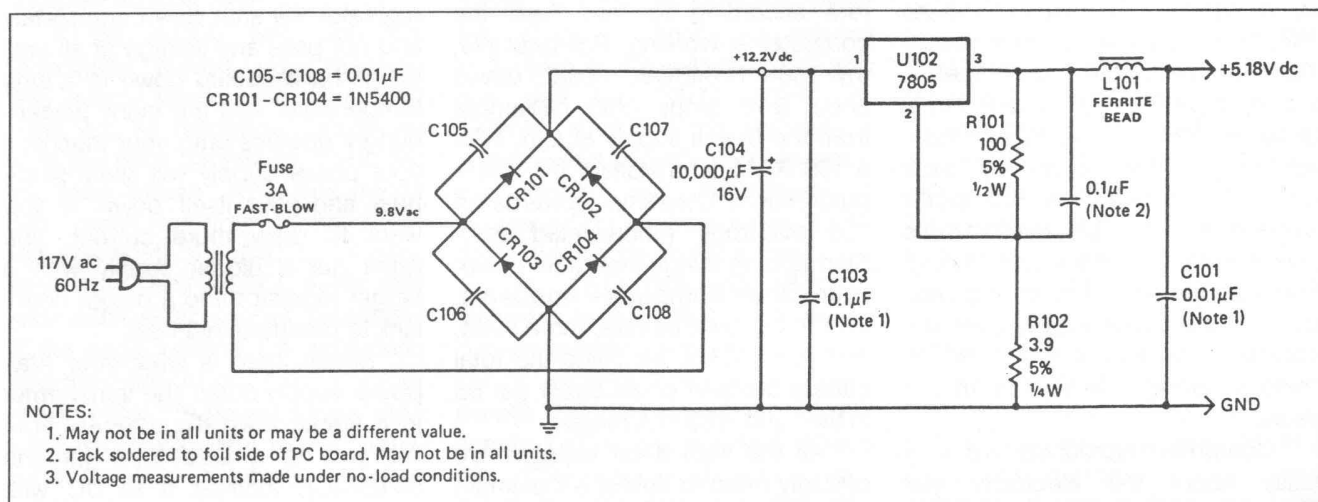 C105-C108 = 0.01µF
CR101-CR104 = 1N5400
Fuse
3A
FAST-BLOW
117V ac
60 Hz
9.8V ac
C105
C107
CR101
CR102
CR103
CR104
C106
C108
+12.2V dc
C104
10,000µF
16V
+
C103
0.1µF
(Note 1)
1
U102
7805
3
2
R101
100
5%
½W
0.1µF
(Note 2)
L101
FERRITE
BEAD
+5.18V dc
C101
0.01µF
(Note 1)
R102
3.9
5%
¼W
GND
NOTES:
1. May not be in all units or may be a different value.
2. Tack soldered to foil side of PC board. May not be in all units.
3. Voltage measurements made under no-load conditions.